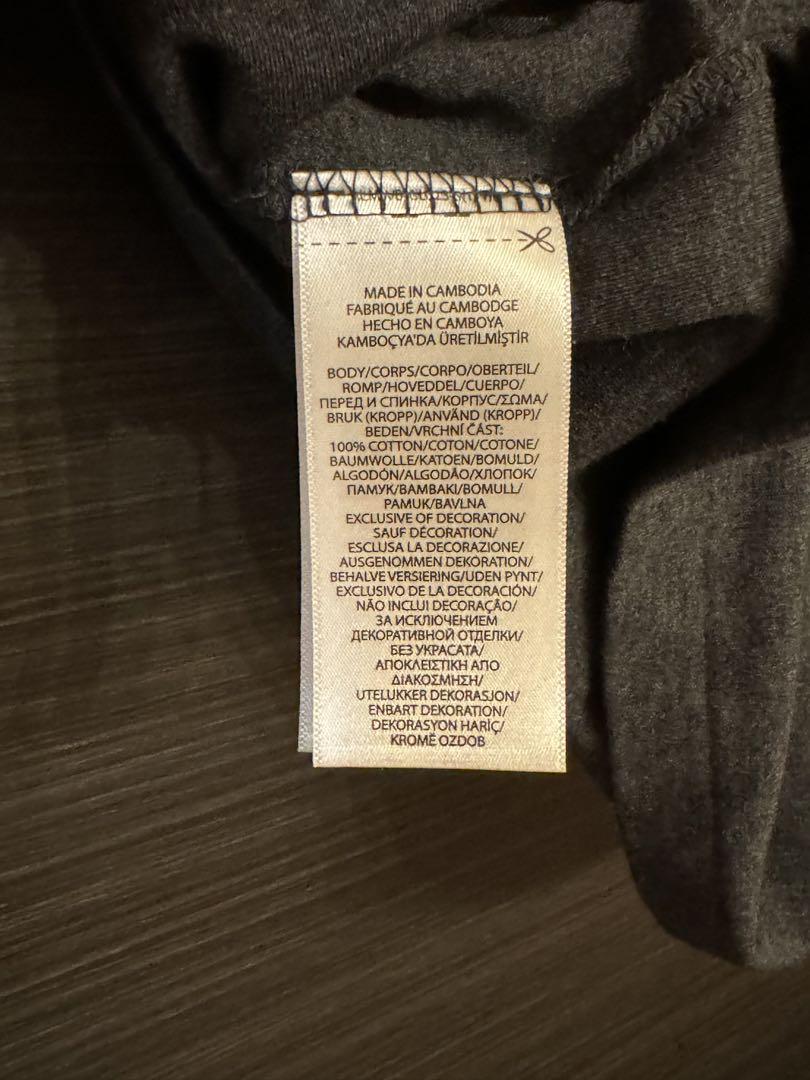 MADE IN CAMBODIA
FABRIQUÉ AU CAMBODGE
HECHO EN CAMBOYA
KAMBOÇYA'DA ÜRETİLMİŞTİR
BODY/CORPS/CORPO/OBERTEIL/
ROMP/HOVEDDEL/CUERPO/
ПЕРЕД И СПИНКА/КОРПУС/ΣΩΜΑ/
BRUK (KROPP)/ANVÄND (KROPP)/
BEDEN/VRCHNÍ ČÁST:
100% COTTON/COTON/COTONE/
BAUMWOLLE/KATOEN/BOMULD/
ALGODÓN/ALGODÃO/ХЛОПОК/
ПАМУК/ΒΑΜΒΑΚΙ/BOMULL/
PAMUK/BAVLNA
EXCLUSIVE OF DECORATION/
SAUF DÉCORATION/
ESCLUSA LA DECORAZIONE/
AUSGENOMMEN DEKORATION/
BEHALVE VERSIERING/UDEN PYNT/
EXCLUSIVO DE LA DECORACIÓN/
NÃO INCLUI DECORAÇÃO/
ЗА ИСКЛЮЧЕНИЕМ
ДЕКОРАТИВНОЙ ОТДЕЛКИ/
БЕЗ УКРАСАТА/
ΑΠΟΚΛΕΙΣΤΙΚΗ ΑΠΟ
ΔΙΑΚΟΣΜΗΣΗ/
UTELUKKER DEKORASJON/
ENBART DEKORATION/
DEKORASYON HARİÇ/
KROMĚ OZDOB